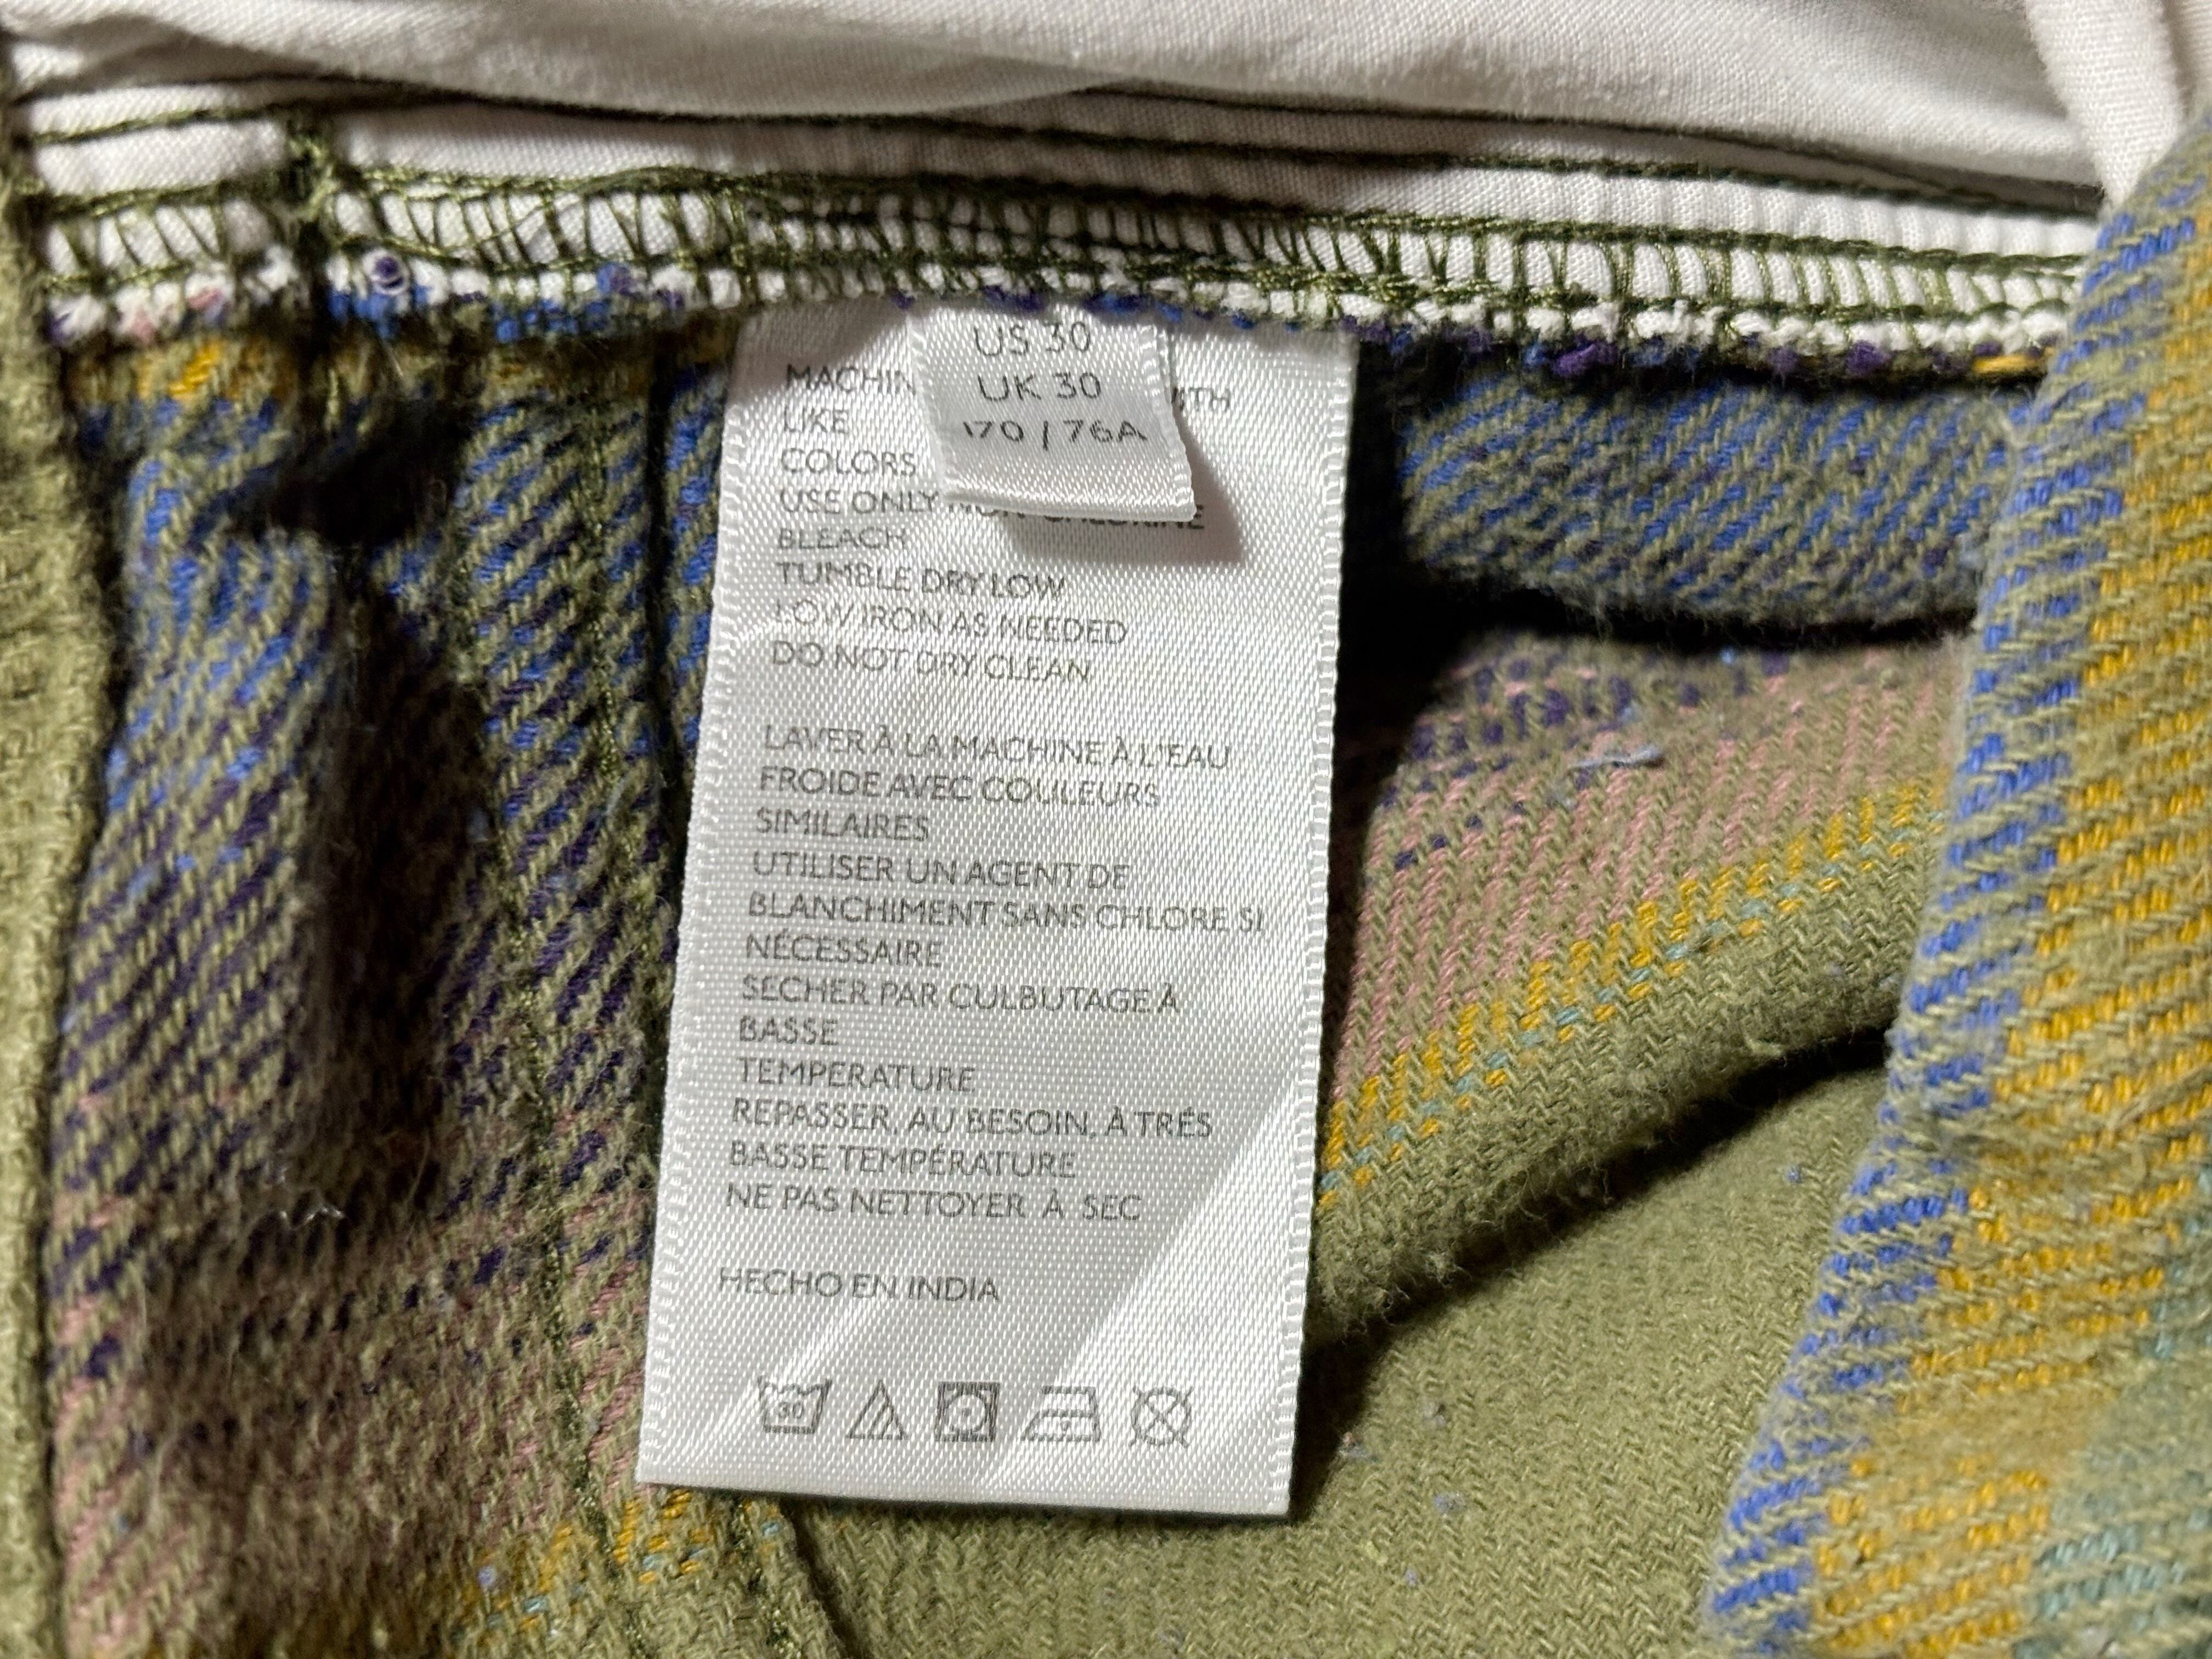 US 30
UK 30
170 / 76A
LIKE
COLORS
USE ONLY NON-CHLORINE
BLEACH
TUMBLE DRY LOW
LOW IRON AS NEEDED
DO NOT DRY CLEAN
LAVER À LA MACHINE À L'EAU
FROIDE AVEC COULEURS
SIMILAIRES
UTILISER UN AGENT DE
BLANCHIMENT SANS CHLORE SI
NÉCESSAIRE
SECHER PAR CULBUTAGE À
BASSE
TEMPERATURE
REPASSER, AU BESOIN, À TRÉS
BASSE TEMPÉRATURE
NE PAS NETTOYER À SEC
HECHO EN INDIA
30